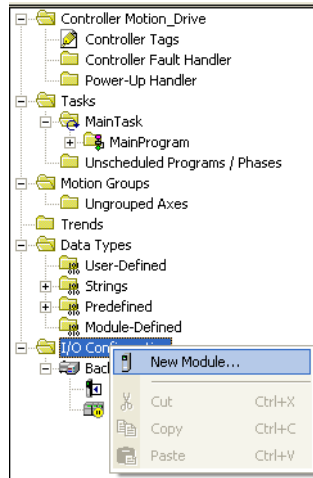 Controller Motion_Drive
Controller Tags
Controller Fault Handler
Power-Up Handler
Tasks
MainTask
MainProgram
Unscheduled Programs / Phases
Motion Groups
Ungrouped Axes
Trends
Data Types
User-Defined
Strings
Predefined
Module-Defined
I/O
New Module...
Cut Ctrl+X
Copy Ctrl+C
Paste Ctrl+V